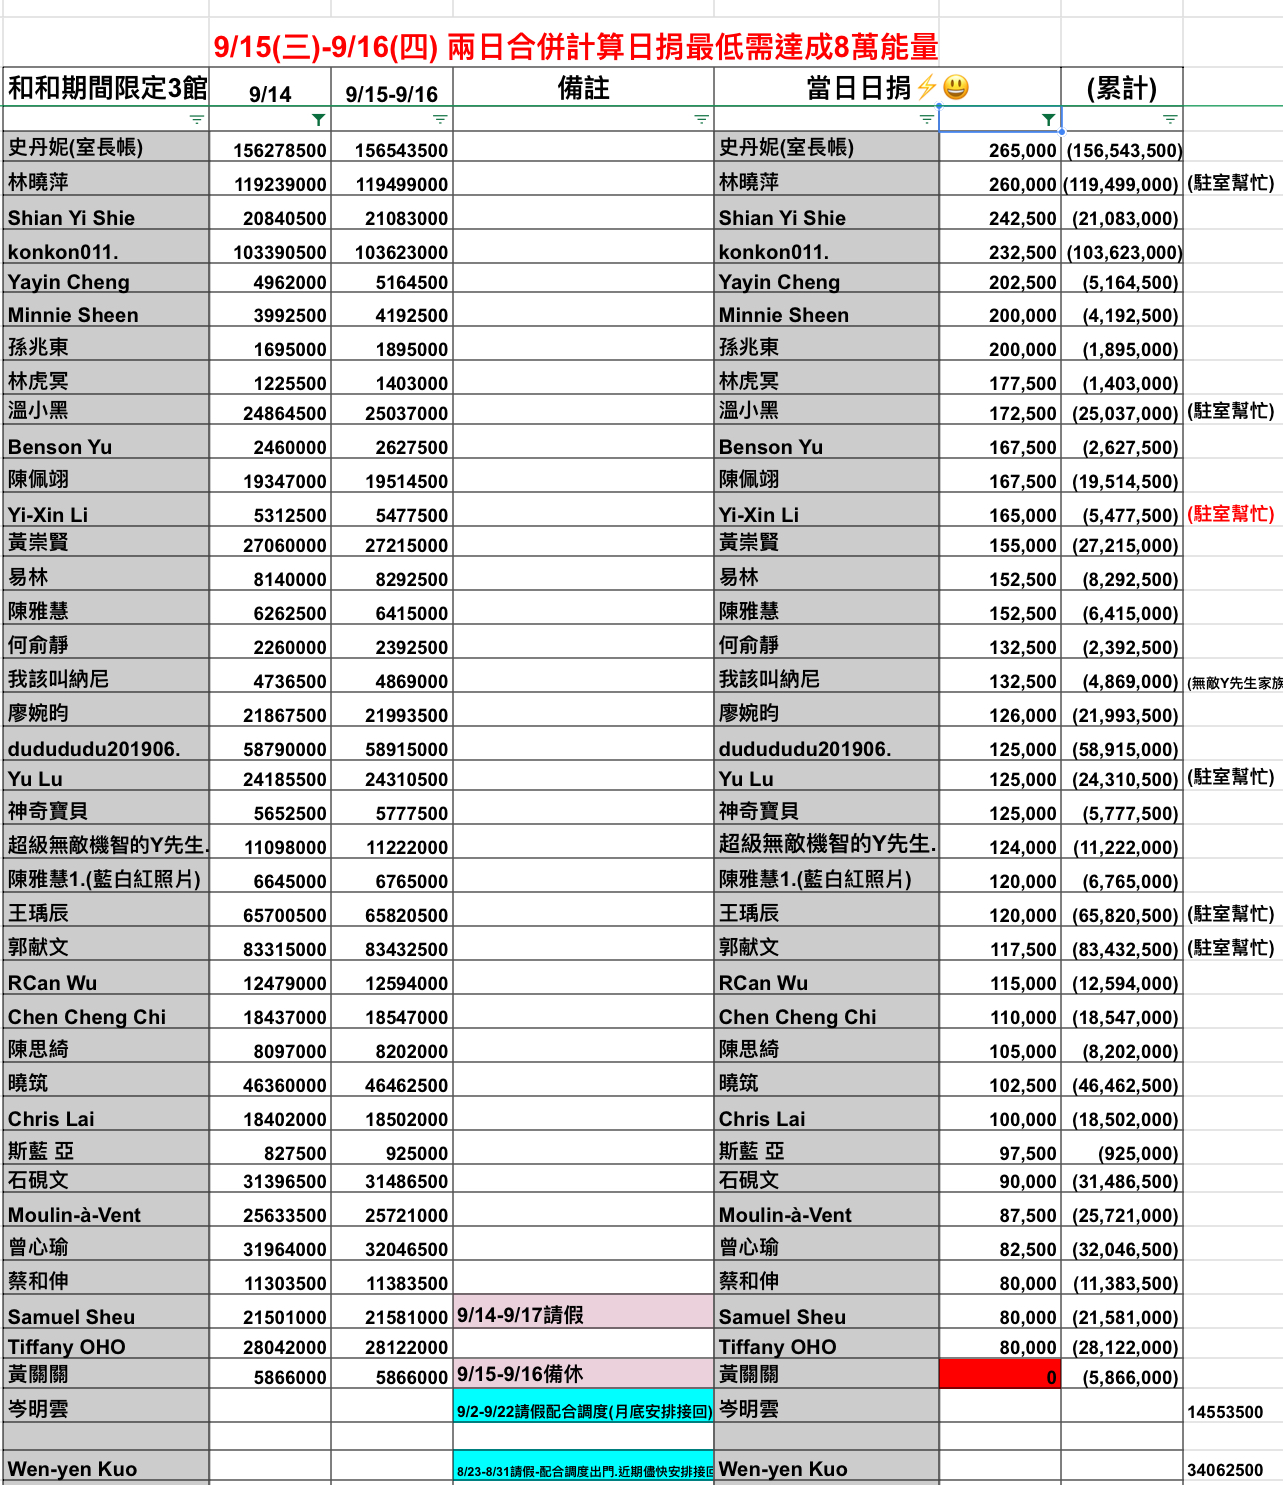 9/15(三)-9/16(四) 兩日合併計算日捐最低需達成8萬能量
和和期間限定3館 9/14 9/15-9/16 備註 當日日捐⚡😃 (累計)
史丹妮(室長帳) 156278500 156543500 史丹妮(室長帳) 265,000 (156,543,500)
林曉萍 119239000 119499000 林曉萍 260,000 (119,499,000) (駐室幫忙)
Shian Yi Shie 20840500 21083000 Shian Yi Shie 242,500 (21,083,000)
konkon011. 103390500 103623000 konkon011. 232,500 (103,623,000)
Yayin Cheng 4962000 5164500 Yayin Cheng 202,500 (5,164,500)
Minnie Sheen 3992500 4192500 Minnie Sheen 200,000 (4,192,500)
孫兆東 1695000 1895000 孫兆東 200,000 (1,895,000)
林虎冥 1225500 1403000 林虎冥 177,500 (1,403,000)
溫小黑 24864500 25037000 溫小黑 172,500 (25,037,000) (駐室幫忙)
Benson Yu 2460000 2627500 Benson Yu 167,500 (2,627,500)
陳佩翊 19347000 19514500 陳佩翊 167,500 (19,514,500)
Yi-Xin Li 5312500 5477500 Yi-Xin Li 165,000 (5,477,500) (駐室幫忙)
黃崇賢 27060000 27215000 黃崇賢 155,000 (27,215,000)
易林 8140000 8292500 易林 152,500 (8,292,500)
陳雅慧 6262500 6415000 陳雅慧 152,500 (6,415,000)
何俞靜 2260000 2392500 何俞靜 132,500 (2,392,500)
我該叫納尼 4736500 4869000 我該叫納尼 132,500 (4,869,000) (無敵Y先生家族
廖婉昀 21867500 21993500 廖婉昀 126,000 (21,993,500)
dudududu201906. 58790000 58915000 dudududu201906. 125,000 (58,915,000)
Yu Lu 24185500 24310500 Yu Lu 125,000 (24,310,500) (駐室幫忙)
神奇寶貝 5652500 5777500 神奇寶貝 125,000 (5,777,500)
超級無敵機智的Y先生. 11098000 11222000 超級無敵機智的Y先生. 124,000 (11,222,000)
陳雅慧1.(藍白紅照片) 6645000 6765000 陳雅慧1.(藍白紅照片) 120,000 (6,765,000)
王瑀辰 65700500 65820500 王瑀辰 120,000 (65,820,500) (駐室幫忙)
郭献文 83315000 83432500 郭献文 117,500 (83,432,500) (駐室幫忙)
RCan Wu 12479000 12594000 RCan Wu 115,000 (12,594,000)
Chen Cheng Chi 18437000 18547000 Chen Cheng Chi 110,000 (18,547,000)
陳思綺 8097000 8202000 陳思綺 105,000 (8,202,000)
曉筑 46360000 46462500 曉筑 102,500 (46,462,500)
Chris Lai 18402000 18502000 Chris Lai 100,000 (18,502,000)
斯藍 亞 827500 925000 斯藍 亞 97,500 (925,000)
石硯文 31396500 31486500 石硯文 90,000 (31,486,500)
Moulin-à-Vent 25633500 25721000 Moulin-à-Vent 87,500 (25,721,000)
曾心瑜 31964000 32046500 曾心瑜 82,500 (32,046,500)
蔡和伸 11303500 11383500 蔡和伸 80,000 (11,383,500)
Samuel Sheu 21501000 21581000 9/14-9/17請假 Samuel Sheu 80,000 (21,581,000)
Tiffany OHO 28042000 28122000 Tiffany OHO 80,000 (28,122,000)
黃關關 5866000 5866000 9/15-9/16備休 黃關關 0 (5,866,000)
岑明雲 9/2-9/22請假配合調度(月底安排接回) 岑明雲 14553500
Wen-yen Kuo 8/23-8/31請假-配合調度出門.近期儘快安排接回 Wen-yen Kuo 34062500